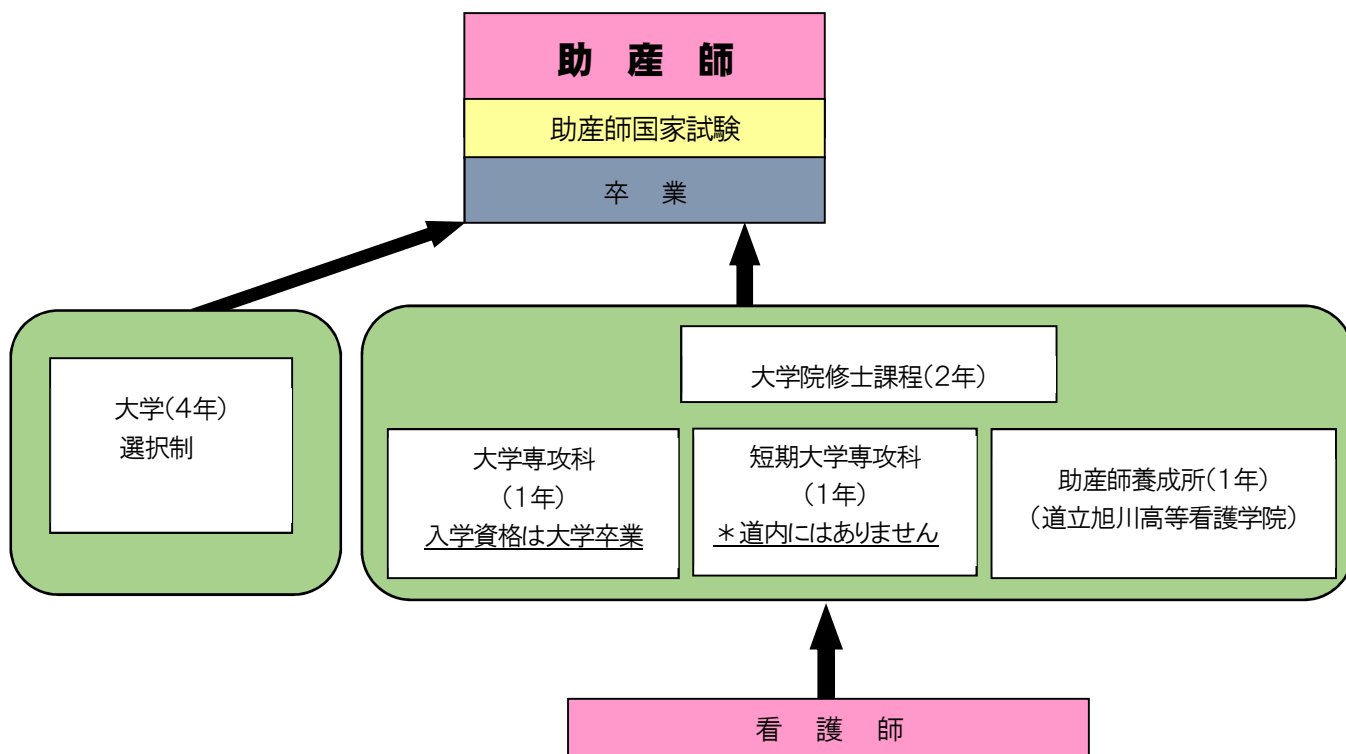 助 産 師
助産師国家試験
卒 業
大学(4年)
選択制
大学院修士課程(2年)
大学専攻科
(1年)
入学資格は大学卒業
短期大学専攻科
(1年)
＊道内にはありません
助産師養成所(1年)
(道立旭川高等看護学院)
看 護 師